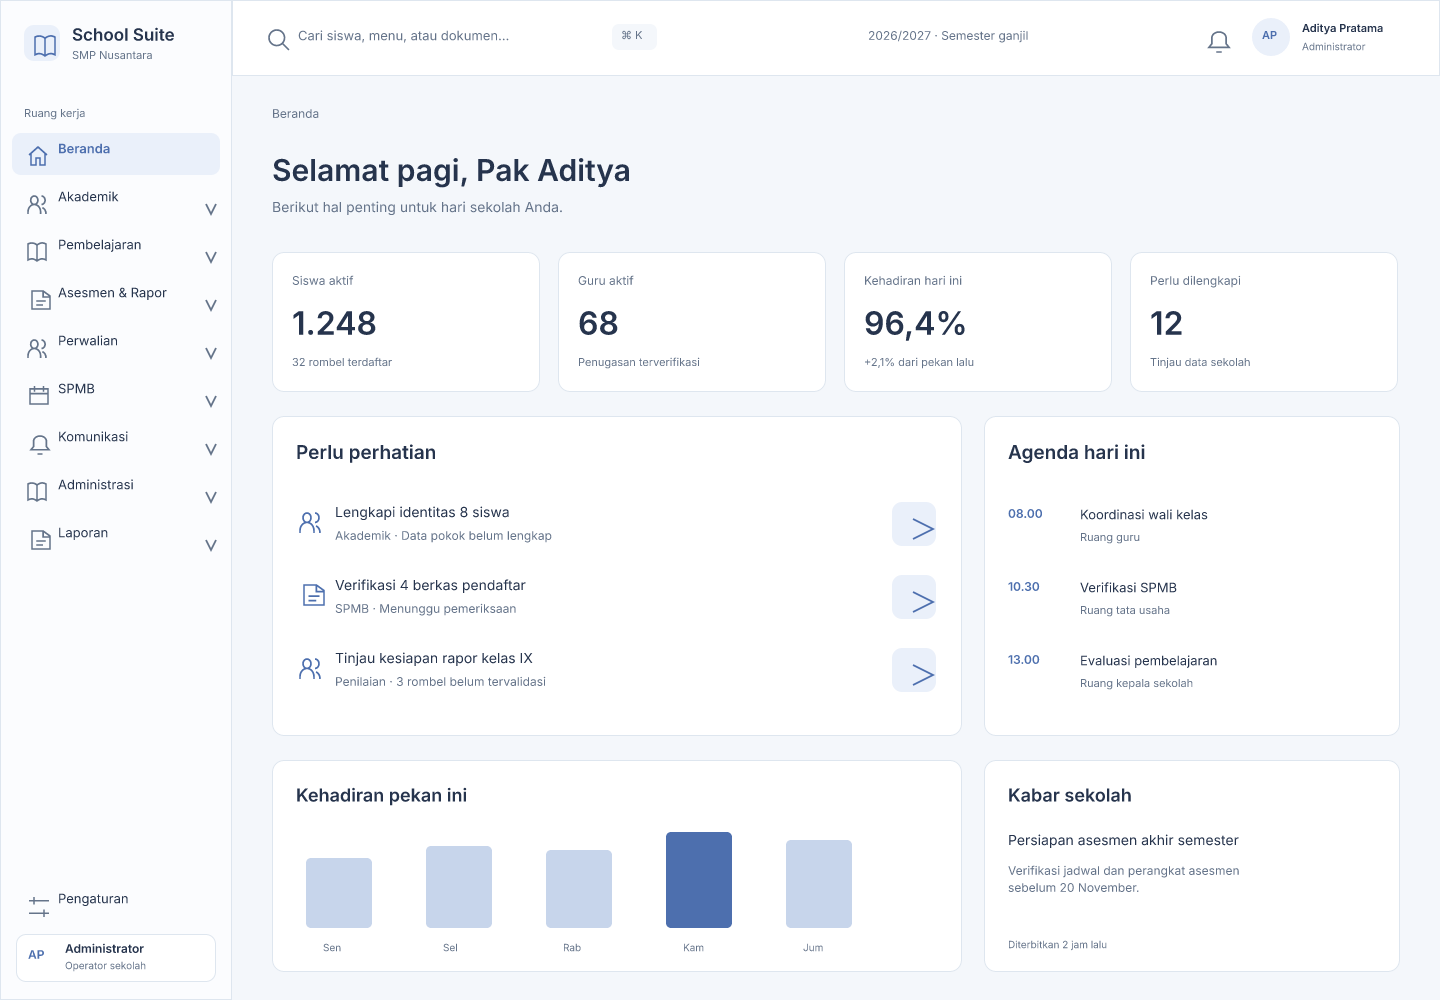 School Suite
SMP Nusantara
Ruang kerja
Beranda
Akademik
Pembelajaran
Asesmen & Rapor
Perwalian
SPMB
Komunikasi
Administrasi
Laporan
Pengaturan
AP
Administrator
Operator sekolah
Cari siswa, menu, atau dokumen...
⌘ K
2026/2027 · Semester ganjil
AP
Aditya Pratama
Administrator
Beranda
Selamat pagi, Pak Aditya
Berikut hal penting untuk hari sekolah Anda.
Siswa aktif
1.248
32 rombel terdaftar
Guru aktif
68
Penugasan terverifikasi
Kehadiran hari ini
96,4%
+2,1% dari pekan lalu
Perlu dilengkapi
12
Tinjau data sekolah
Perlu perhatian
Lengkapi identitas 8 siswa
Akademik · Data pokok belum lengkap
Verifikasi 4 berkas pendaftar
SPMB · Menunggu pemeriksaan
Tinjau kesiapan rapor kelas IX
Penilaian · 3 rombel belum tervalidasi
Agenda hari ini
08.00
Koordinasi wali kelas
Ruang guru
10.30
Verifikasi SPMB
Ruang tata usaha
13.00
Evaluasi pembelajaran
Ruang kepala sekolah
Kehadiran pekan ini
Sen
Sel
Rab
Kam
Jum
Kabar sekolah
Persiapan asesmen akhir semester
Verifikasi jadwal dan perangkat asesmen
sebelum 20 November.
Diterbitkan 2 jam lalu